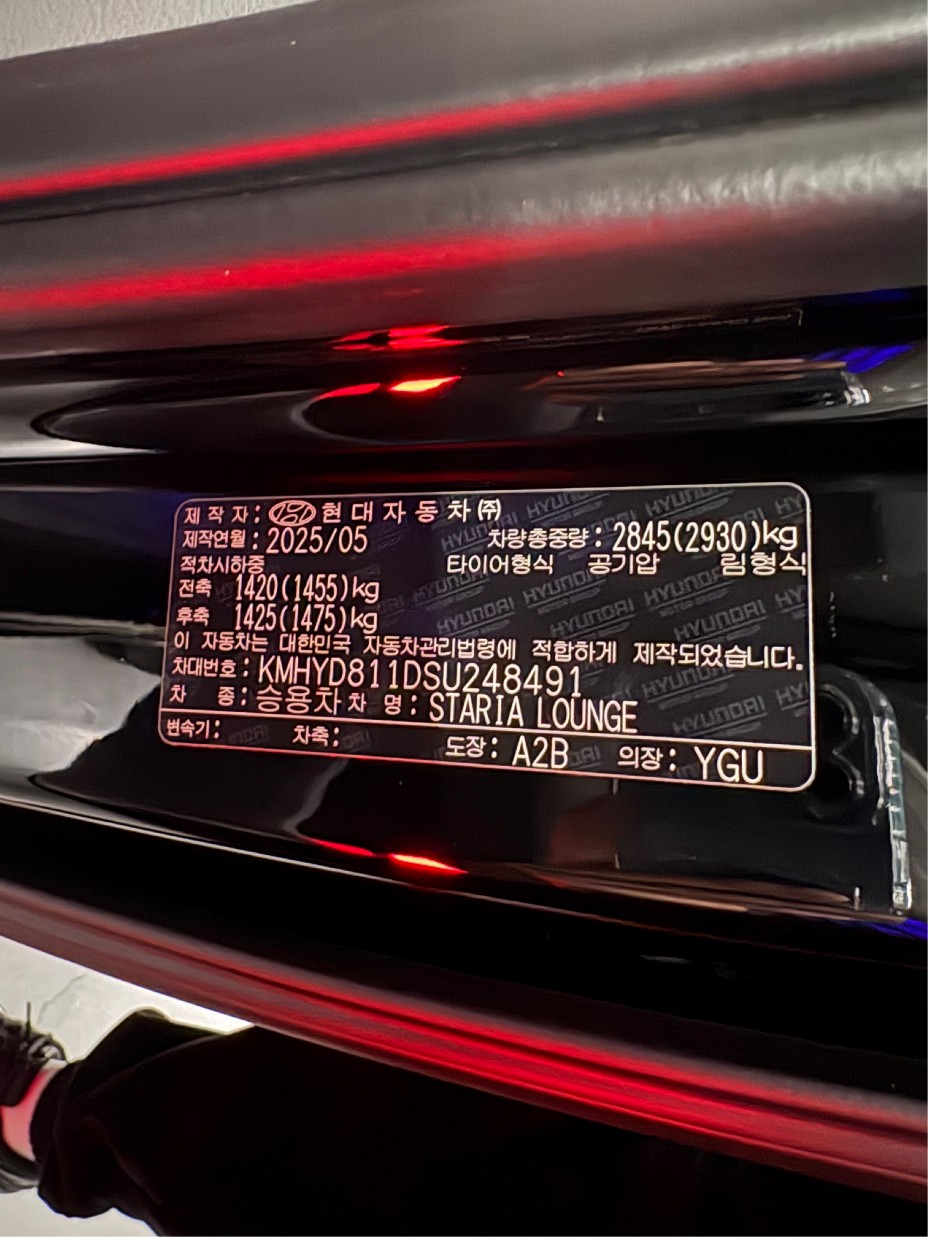 제 작 자 : 현 대 자 동 차 ㈜
제작연월 : 2025/05 차량총중량 : 2845(2930)kg
적차시하중 타이어형식 공기압 림형식
전축 1420(1455)kg
후축 1425(1475)kg
이 자동차는 대한민국 자동차관리법령에 적합하게 제작되었습니다.
차대번호 : KMHYD811DSU248491
차 종 : 승용차 차 명 : STARIA LOUNGE
변속기 : 차축 : 도장 : A2B 의장 : YGU
HYUNDAI
MOTOR GROUP